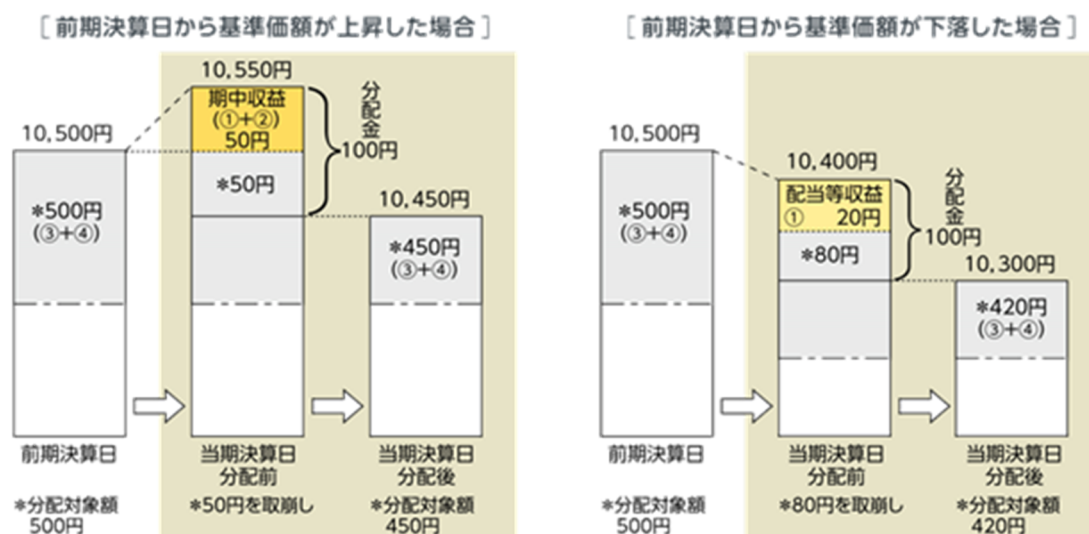 [前期決算日から基準価額が上昇した場合]
10,550円
期中収益
(①+②)
50円
分配金
100円
10,500円
*50円
*500円
(③+④)
10,450円
*450円
(③+④)
前期決算日
当期決算日
分配前
当期決算日
分配後
*分配対象額
500円
*50円を取崩し
*分配対象額
450円
[前期決算日から基準価額が下落した場合]
10,500円
10,400円
配当等収益
① 20円
分配金
100円
*500円
(③+④)
*80円
10,300円
*420円
(③+④)
前期決算日
当期決算日
分配前
当期決算日
分配後
*分配対象額
500円
*80円を取崩し
*分配対象額
420円